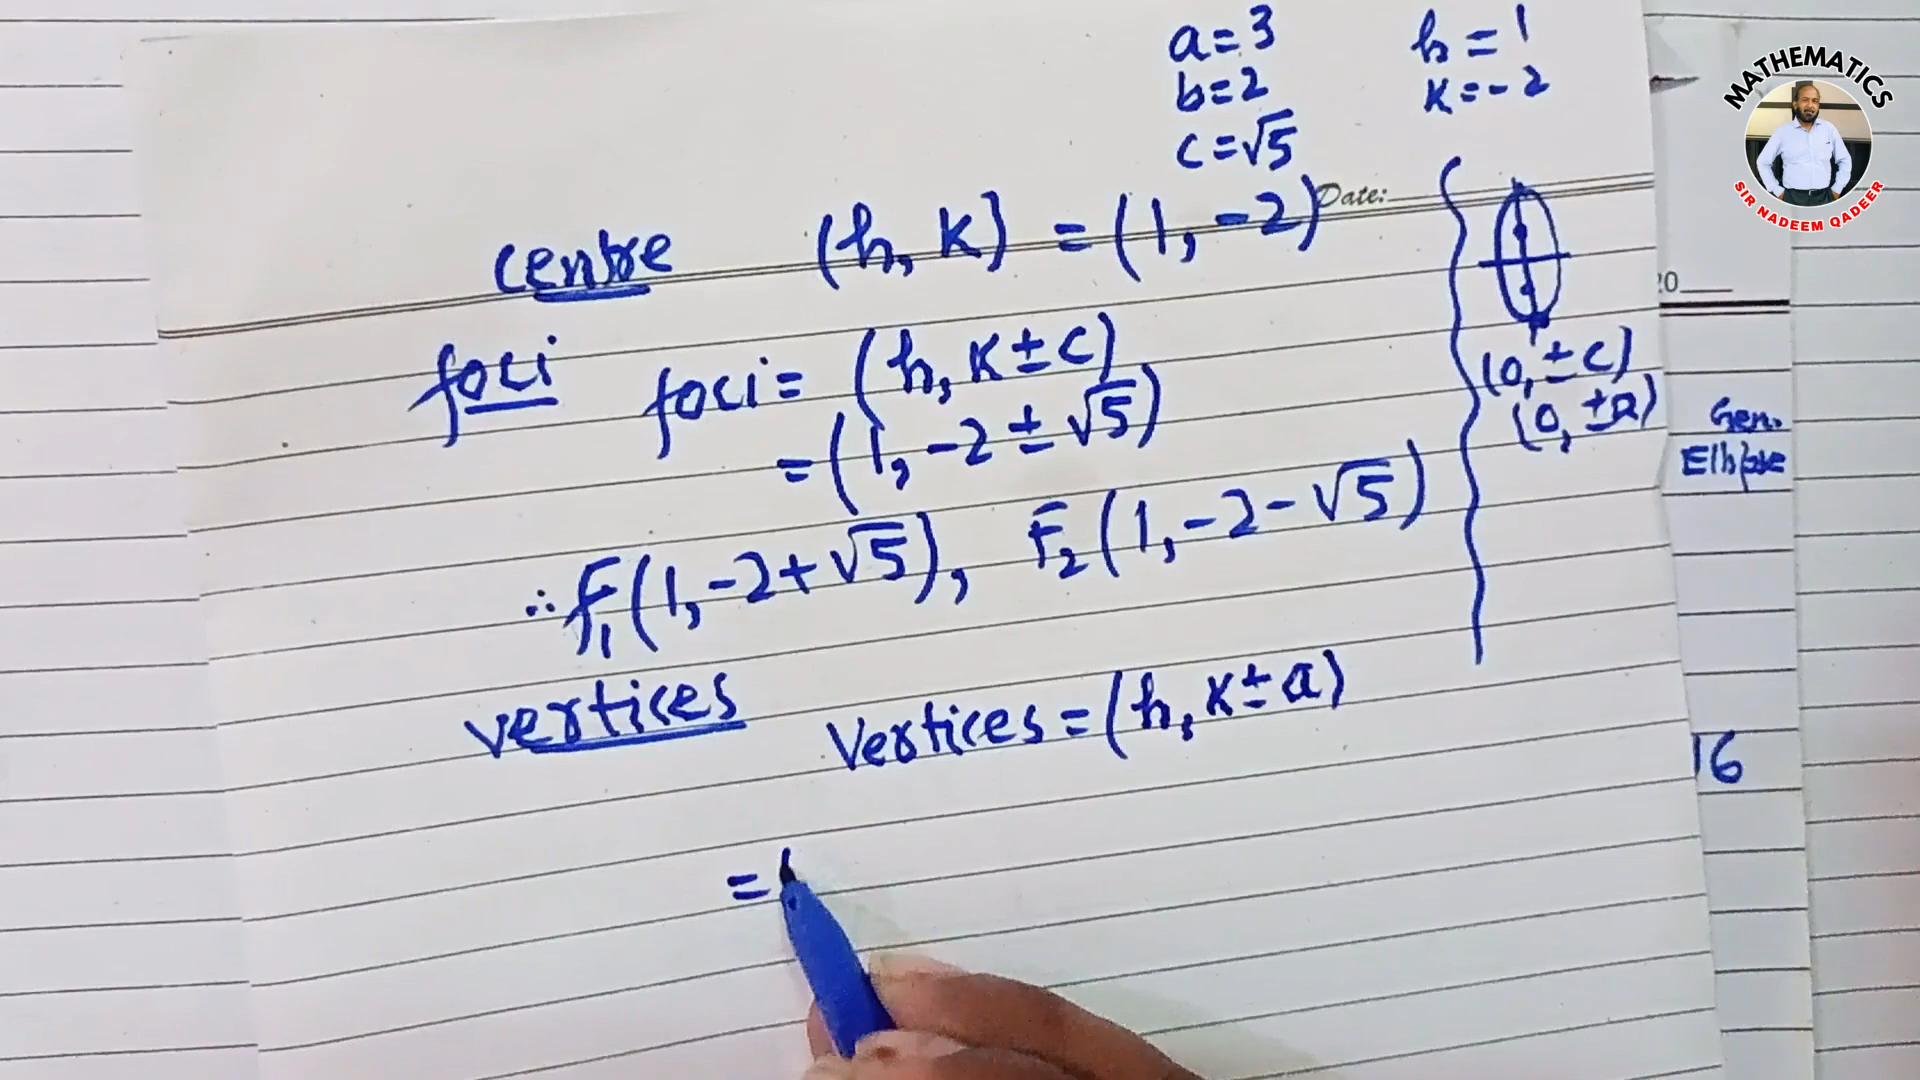 a=3
b=2
c=√5
h=1
k=-2
MATHEMATICS
SIR NADEEM QADEER
Date:
centre (h, k) = (1, -2)
foci foci = (h, k±c)
= (1, -2 ± √5)
∴ F₁(1, -2+√5), F₂(1, -2-√5)
vertices Vertices = (h, k±a)
=(
(0, ±c)
(0, ±a)
20
Gen.
16